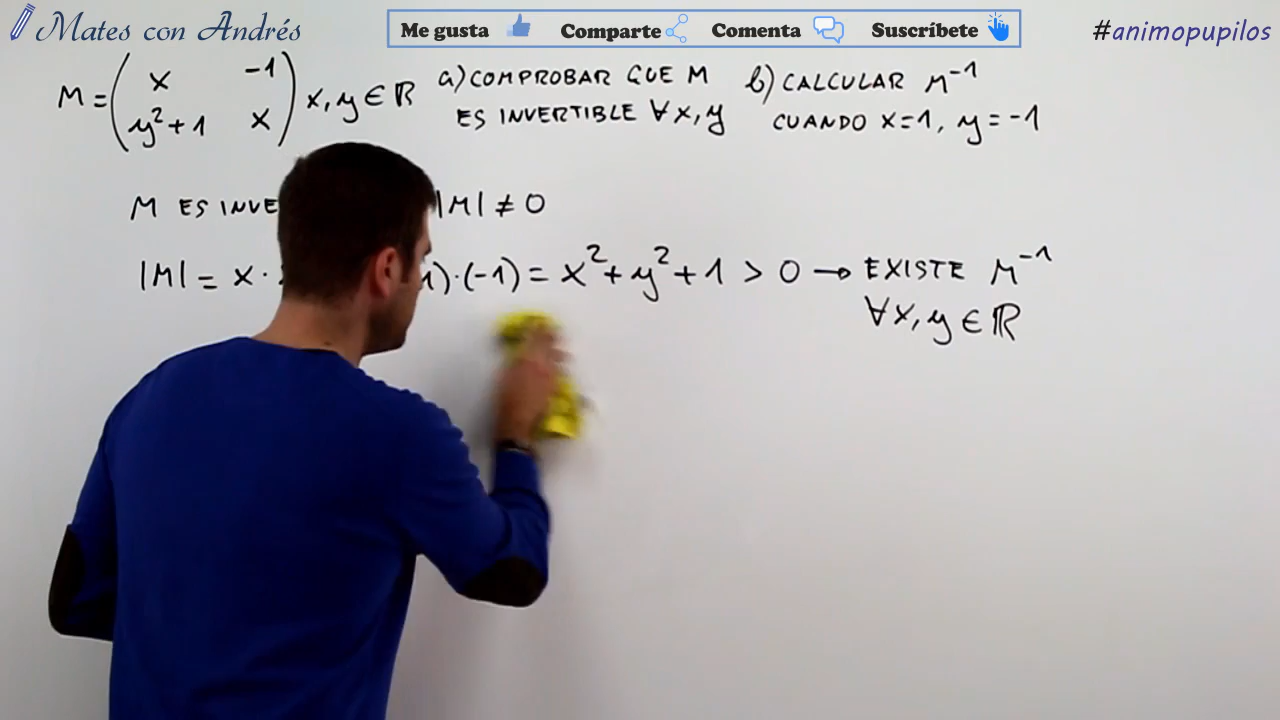 Mates con Andrés
Me gusta Comparte Comenta Suscríbete
#animopupilos
M = ( x -1 ) x, y ∈ ℝ
y²+1 x
a) COMPROBAR QUE M
ES INVERTIBLE ∀x, y
b) CALCULAR M⁻¹
CUANDO x=1, y=-1
M ES INVE |M| ≠ 0
|M| = x · 1)·(-1) = x² + y² + 1 > 0 → EXISTE M⁻¹
∀x, y ∈ ℝ